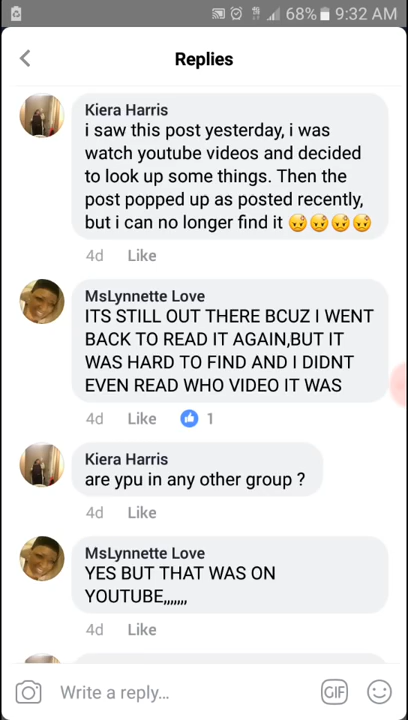 68% 9:32 AM
Replies
Kiera Harris
i saw this post yesterday, i was
watch youtube videos and decided
to look up some things. Then the
post popped up as posted recently,
but i can no longer find it 🤕🤕🤕🤕
4d Like
MsLynnette Love
ITS STILL OUT THERE BCUZ I WENT
BACK TO READ IT AGAIN,BUT IT
WAS HARD TO FIND AND I DIDNT
EVEN READ WHO VIDEO IT WAS
4d Like 1
Kiera Harris
are ypu in any other group ?
4d Like
MsLynnette Love
YES BUT THAT WAS ON
YOUTUBE,,,,,,,
4d Like
Write a reply...
GIF